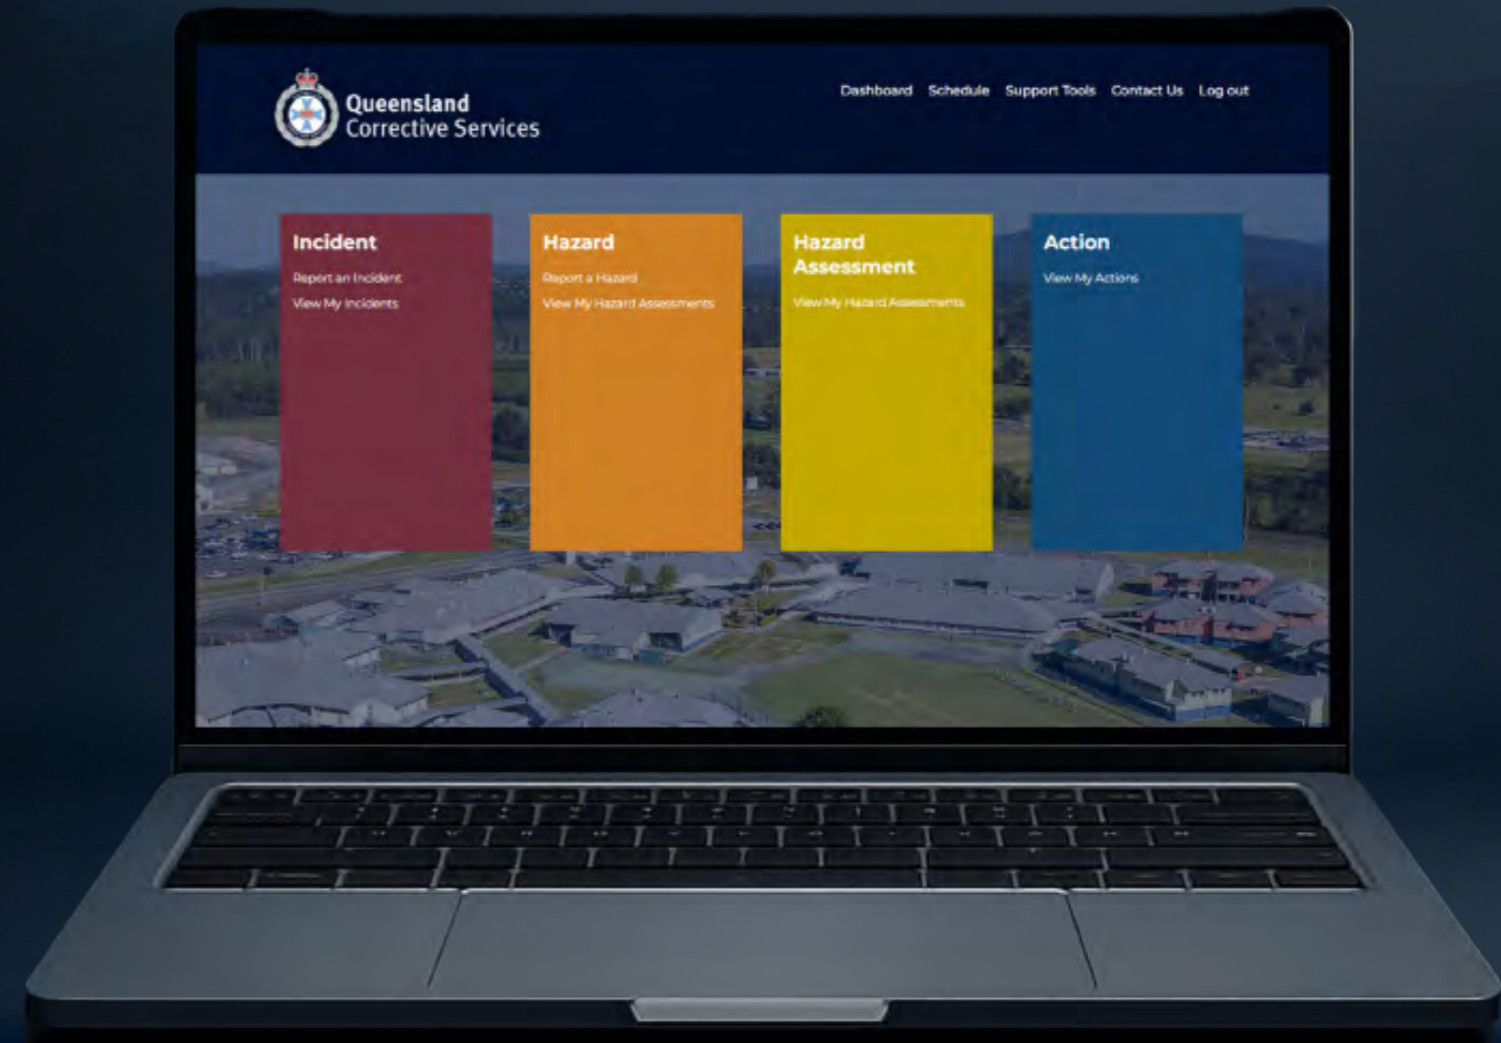 Queensland
Corrective Services
Dashboard Schedule Support Tools Contact Us Log out
Incident
Report an Incident
View My Incidents
Hazard
Report a Hazard
View My Hazard Assessments
Hazard
Assessment
View My Hazard Assessments
Action
View My Actions